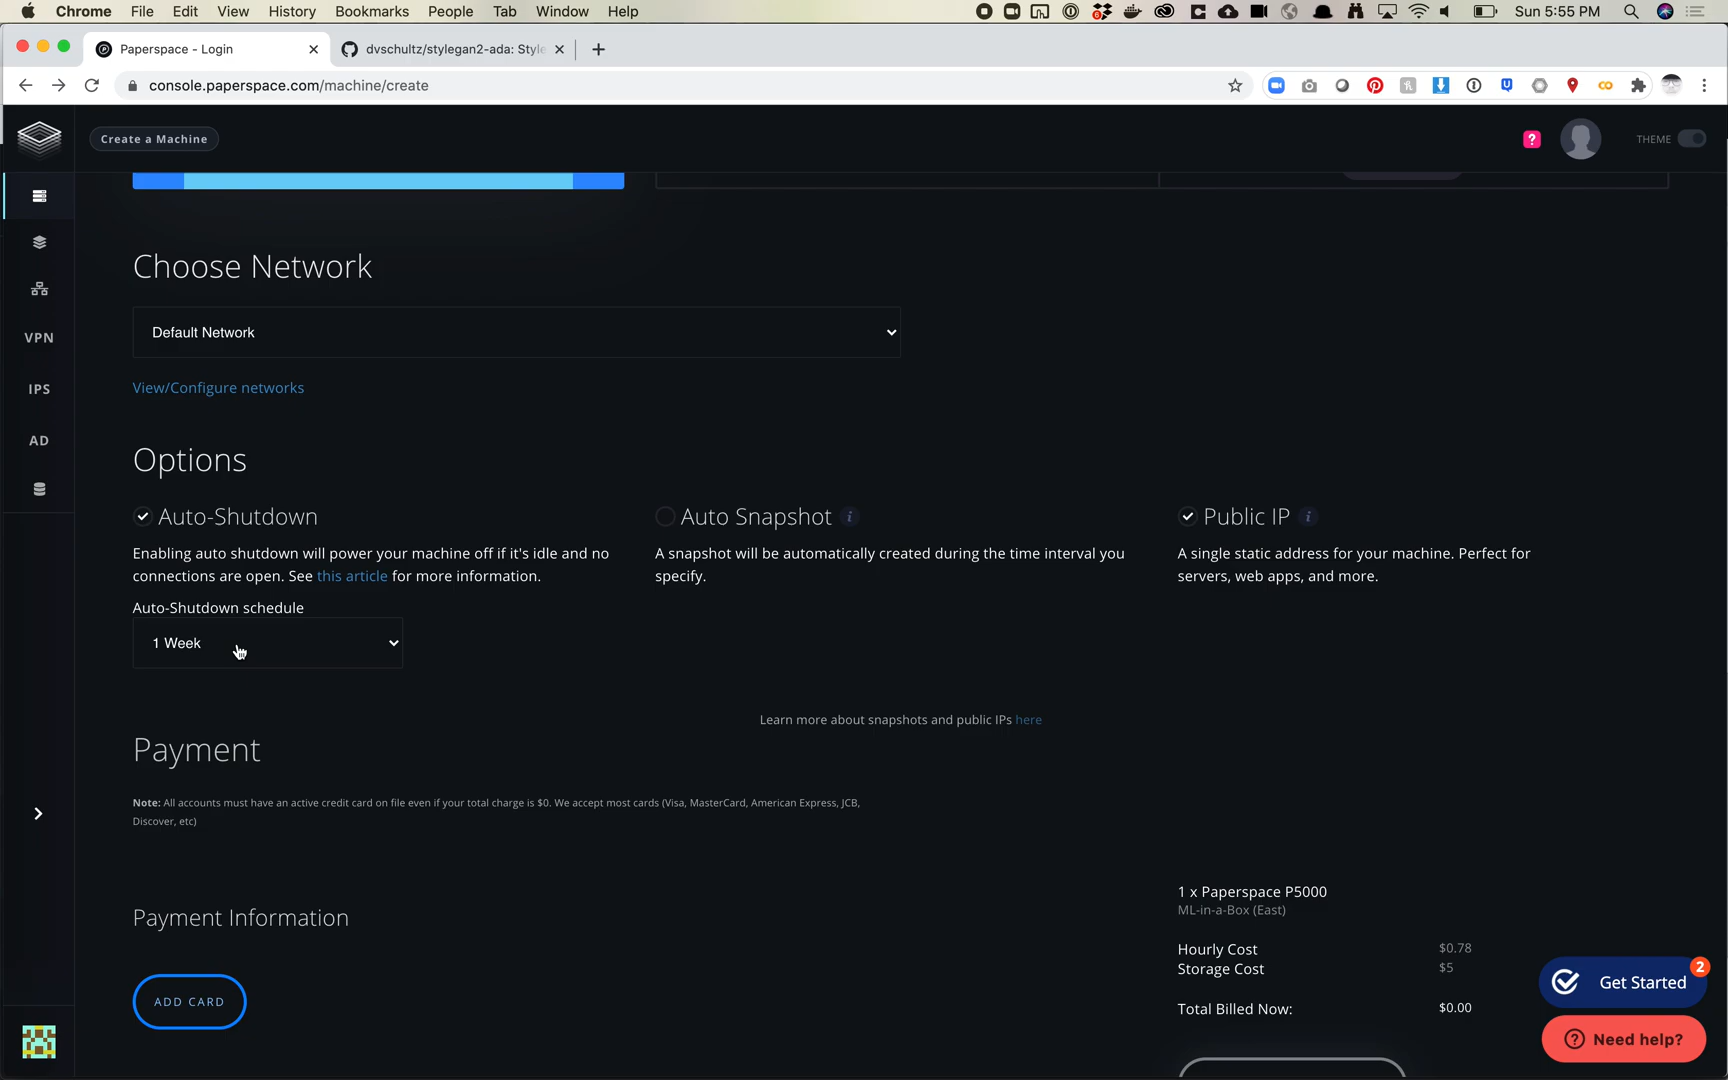 Chrome File Edit View History Bookmarks People Tab Window Help Sun 5:55 PM
Paperspace - Login
dvschultz/stylegan2-ada: Style
console.paperspace.com/machine/create
Create a Machine
?
THEME
VPN
IPS
AD
Choose Network
Default Network
View/Configure networks
Options
Auto-Shutdown
Enabling auto shutdown will power your machine off if it's idle and no
connections are open. See this article for more information.
Auto-Shutdown schedule
1 Week
Auto Snapshot i
A snapshot will be automatically created during the time interval you
specify.
Public IP i
A single static address for your machine. Perfect for
servers, web apps, and more.
Learn more about snapshots and public IPs here
Payment
Note: All accounts must have an active credit card on file even if your total charge is $0. We accept most cards (Visa, MasterCard, American Express, JCB,
Discover, etc)
Payment Information
ADD CARD
1 x Paperspace P5000
ML-in-a-Box (East)
Hourly Cost $0.78
Storage Cost $5
Total Billed Now: $0.00
Get Started 2
? Need help?